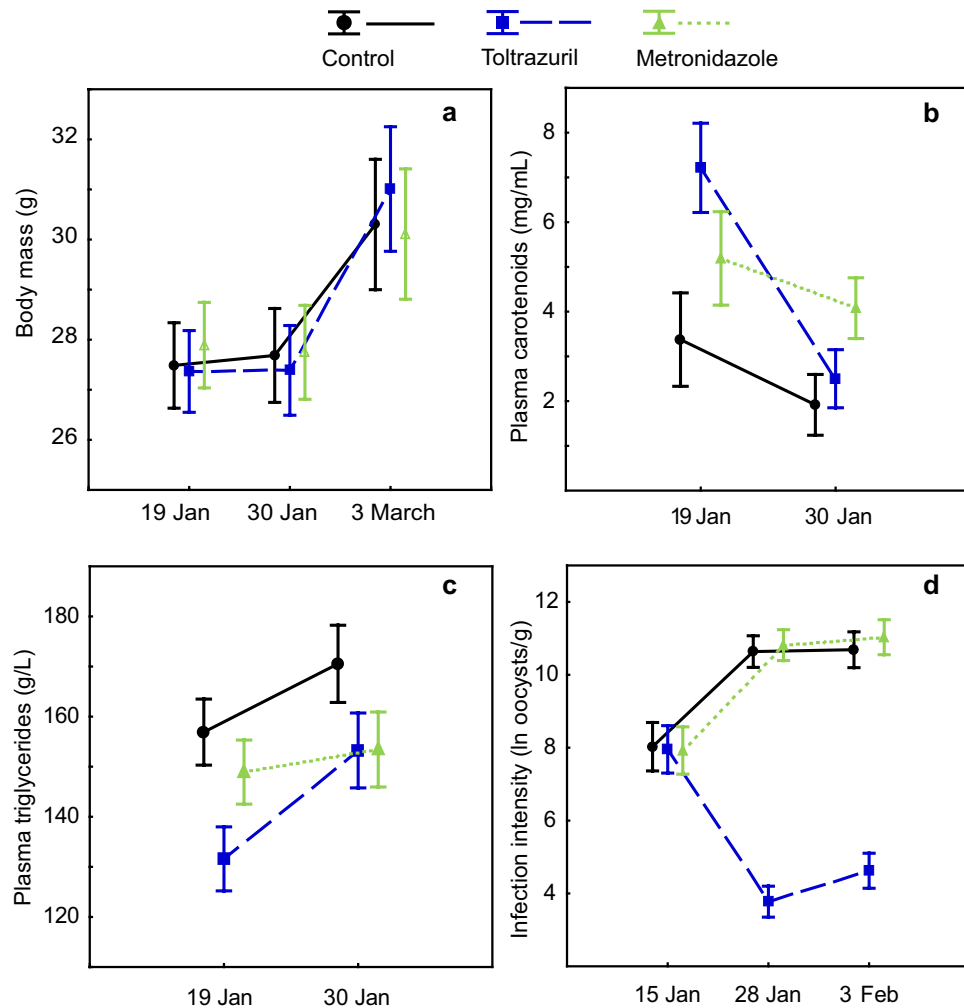 Control Toltrazuril Metronidazole
a
Body mass (g)
32
30
28
26
19 Jan 30 Jan 3 March
b
Plasma carotenoids (mg/mL)
8
6
4
2
19 Jan 30 Jan
c
Plasma triglycerides (g/L)
180
160
140
120
19 Jan 30 Jan
d
Infection intensity (ln oocysts/g)
12
10
8
6
4
15 Jan 28 Jan 3 Feb